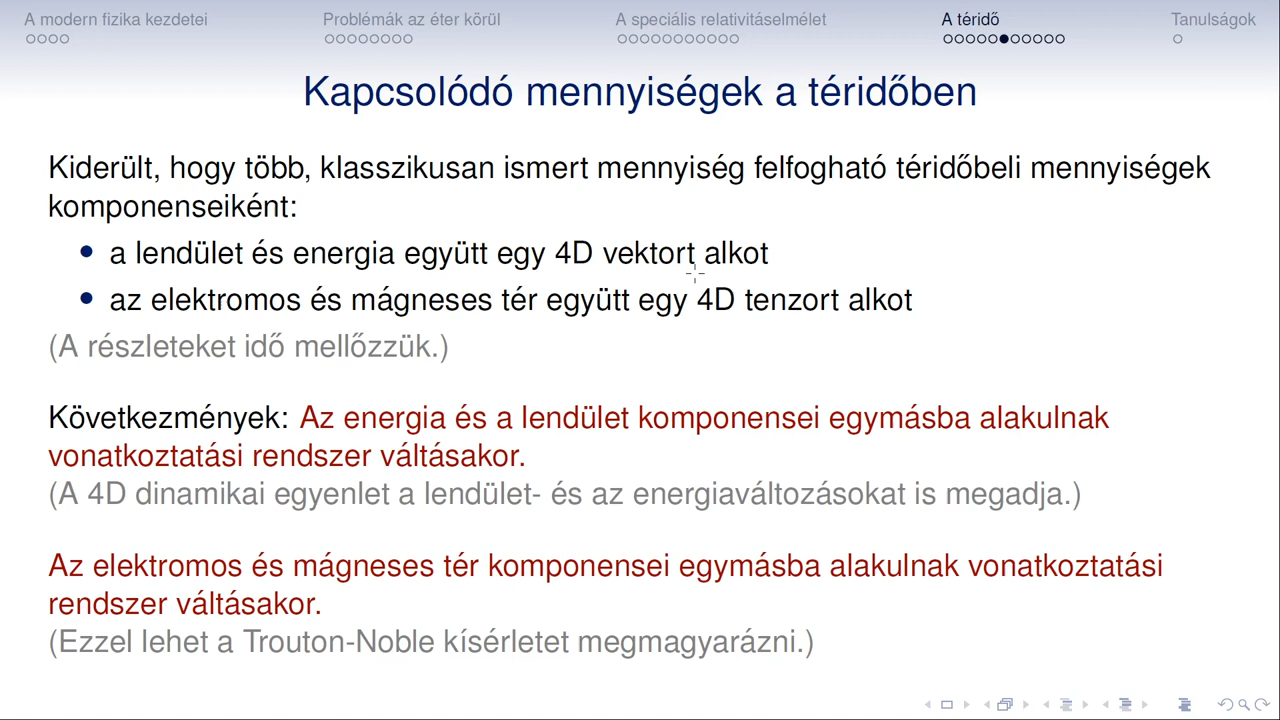 A modern fizika kezdetei
Problémák az éter körül
A speciális relativitáselmélet
A téridő
Tanulságok
Kapcsolódó mennyiségek a téridőben
Kiderült, hogy több, klasszikusan ismert mennyiség felfogható téridőbeli mennyiségek
komponenseiként:
a lendület és energia együtt egy 4D vektort alkot
az elektromos és mágneses tér együtt egy 4D tenzort alkot
(A részleteket idő mellőzzük.)
Következmények: Az energia és a lendület komponensei egymásba alakulnak
vonatkoztatási rendszer váltásakor.
(A 4D dinamikai egyenlet a lendület- és az energiaváltozásokat is megadja.)
Az elektromos és mágneses tér komponensei egymásba alakulnak vonatkoztatási
rendszer váltásakor.
(Ezzel lehet a Trouton-Noble kísérletet megmagyarázni.)